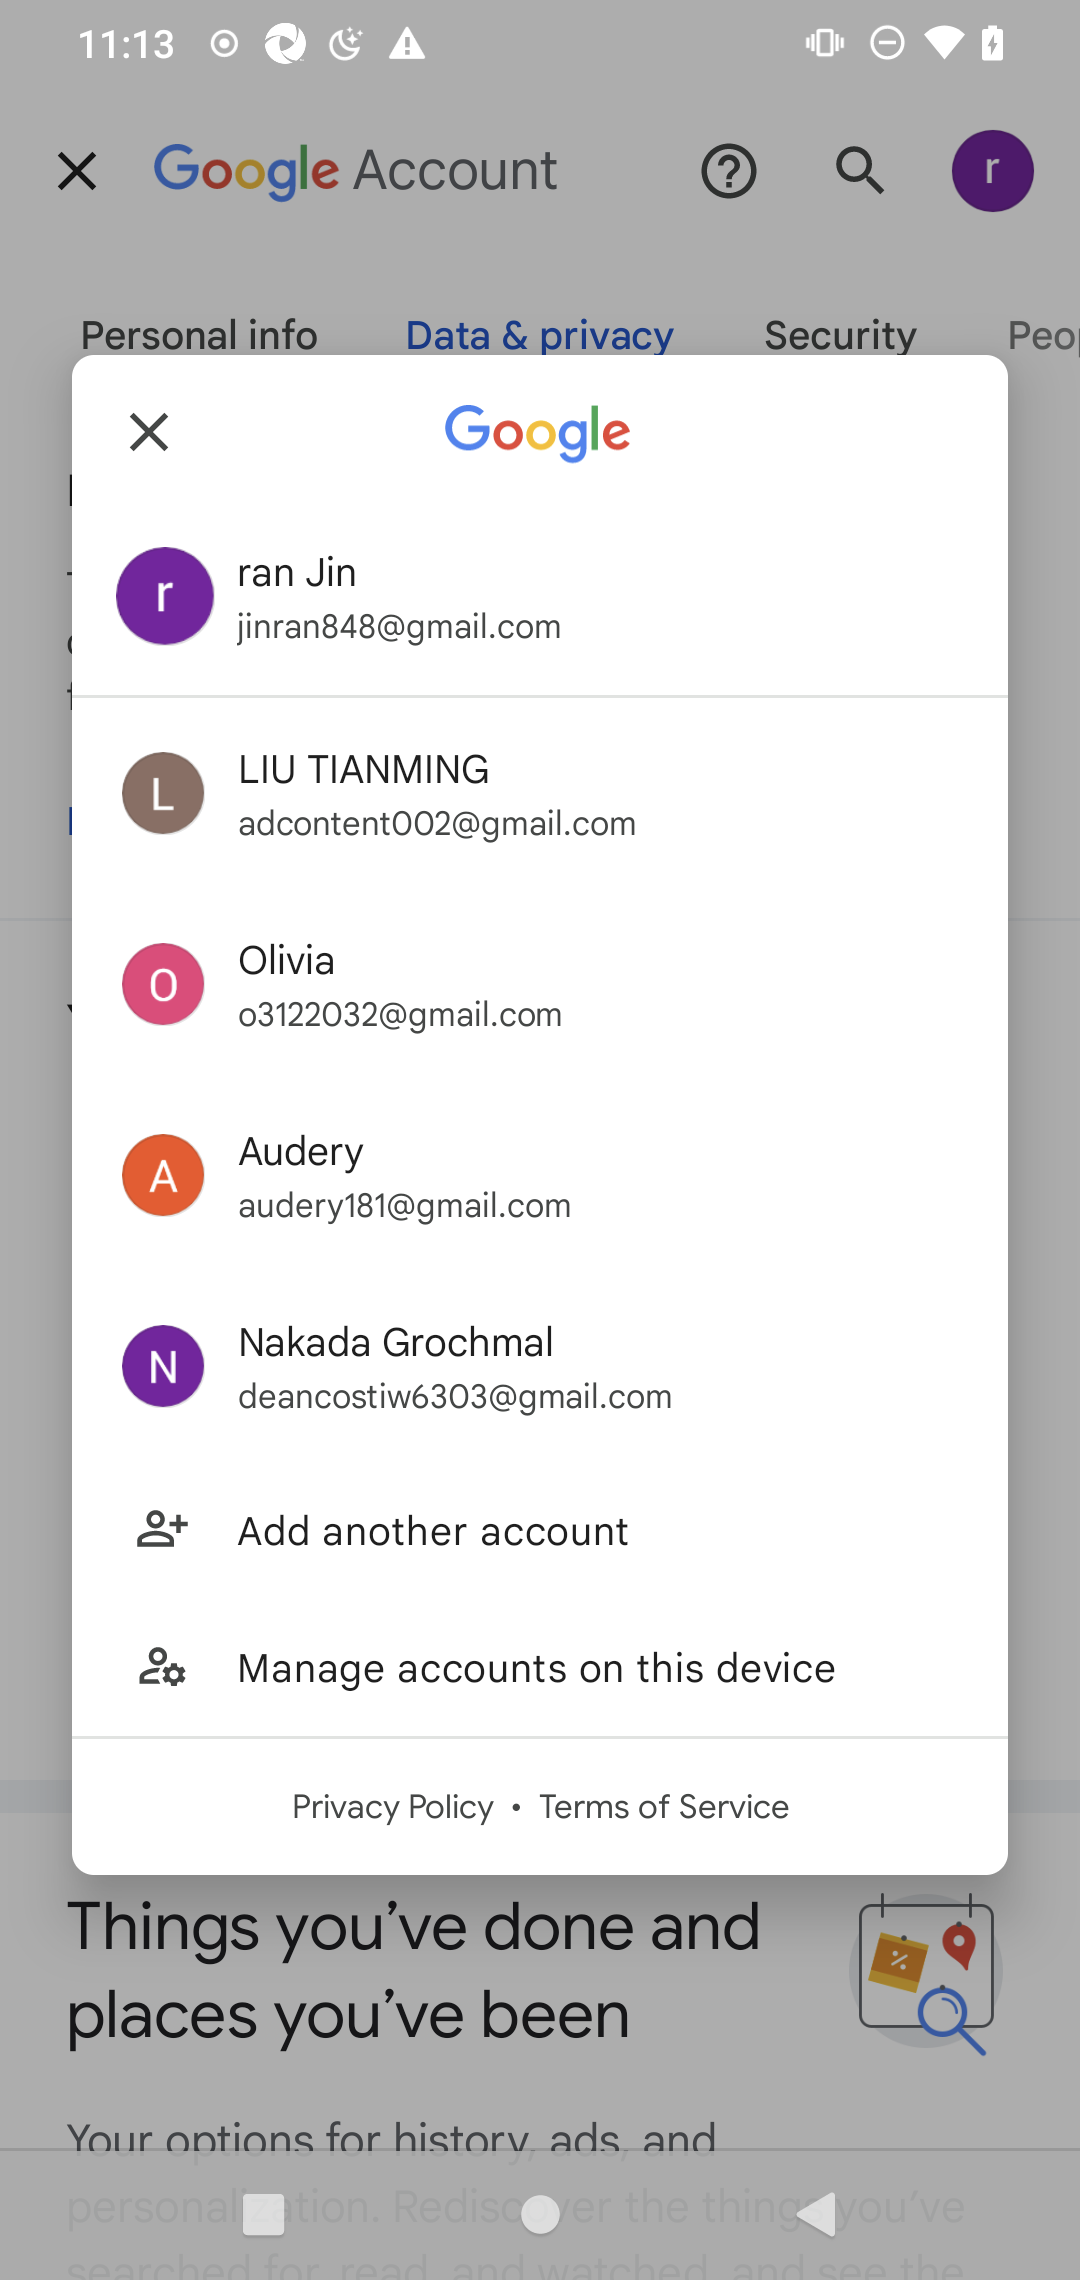 11:13
Google Account
r
Personal info
Data & privacy
Security
Peop
Google
r
ran Jin
jinran848@gmail.com
L
LIU TIANMING
adcontent002@gmail.com
O
Olivia
o3122032@gmail.com
A
Audery
audery181@gmail.com
N
Nakada Grochmal
deancostiw6303@gmail.com
Add another account
Manage accounts on this device
Privacy Policy • Terms of Service
Things you’ve done and
places you’ve been
Your options for history, ads, and
personalization. Rediscover the things you’ve
searched for, read, and watched, and see the